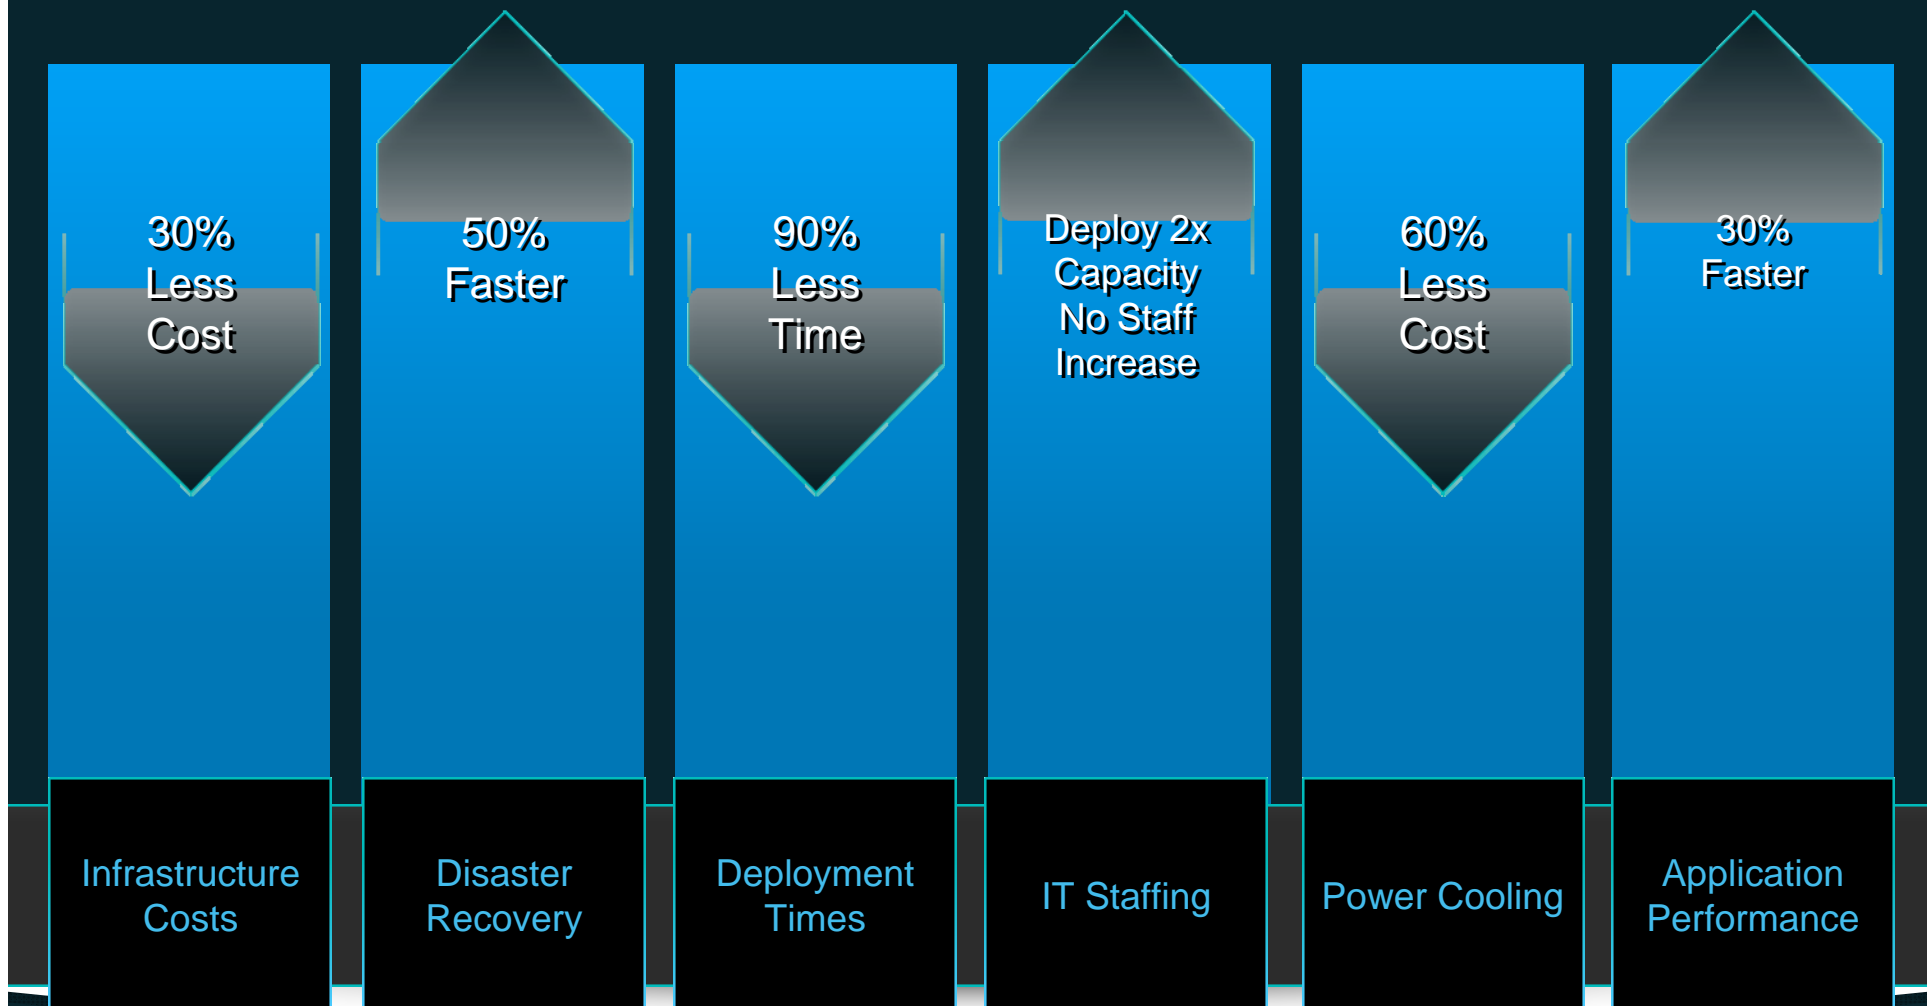 30%
Less
Cost
50%
Faster
90%
Less
Time
Deploy 2x
Capacity
No Staff
Increase
60%
Less
Cost
30%
Faster
Infrastructure
Costs
Disaster
Recovery
Deployment
Times
IT Staffing
Power Cooling
Application
Performance